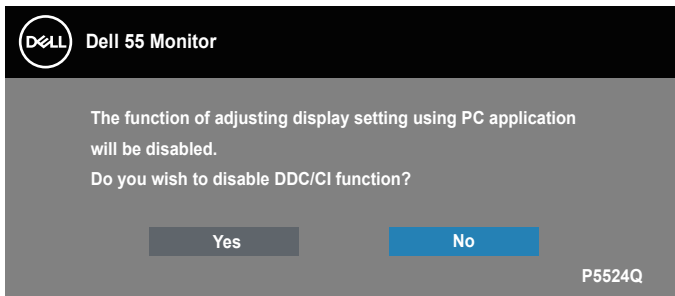 DELL
Dell 55 Monitor
The function of adjusting display setting using PC application
will be disabled.
Do you wish to disable DDC/CI function?
Yes
No
P5524Q